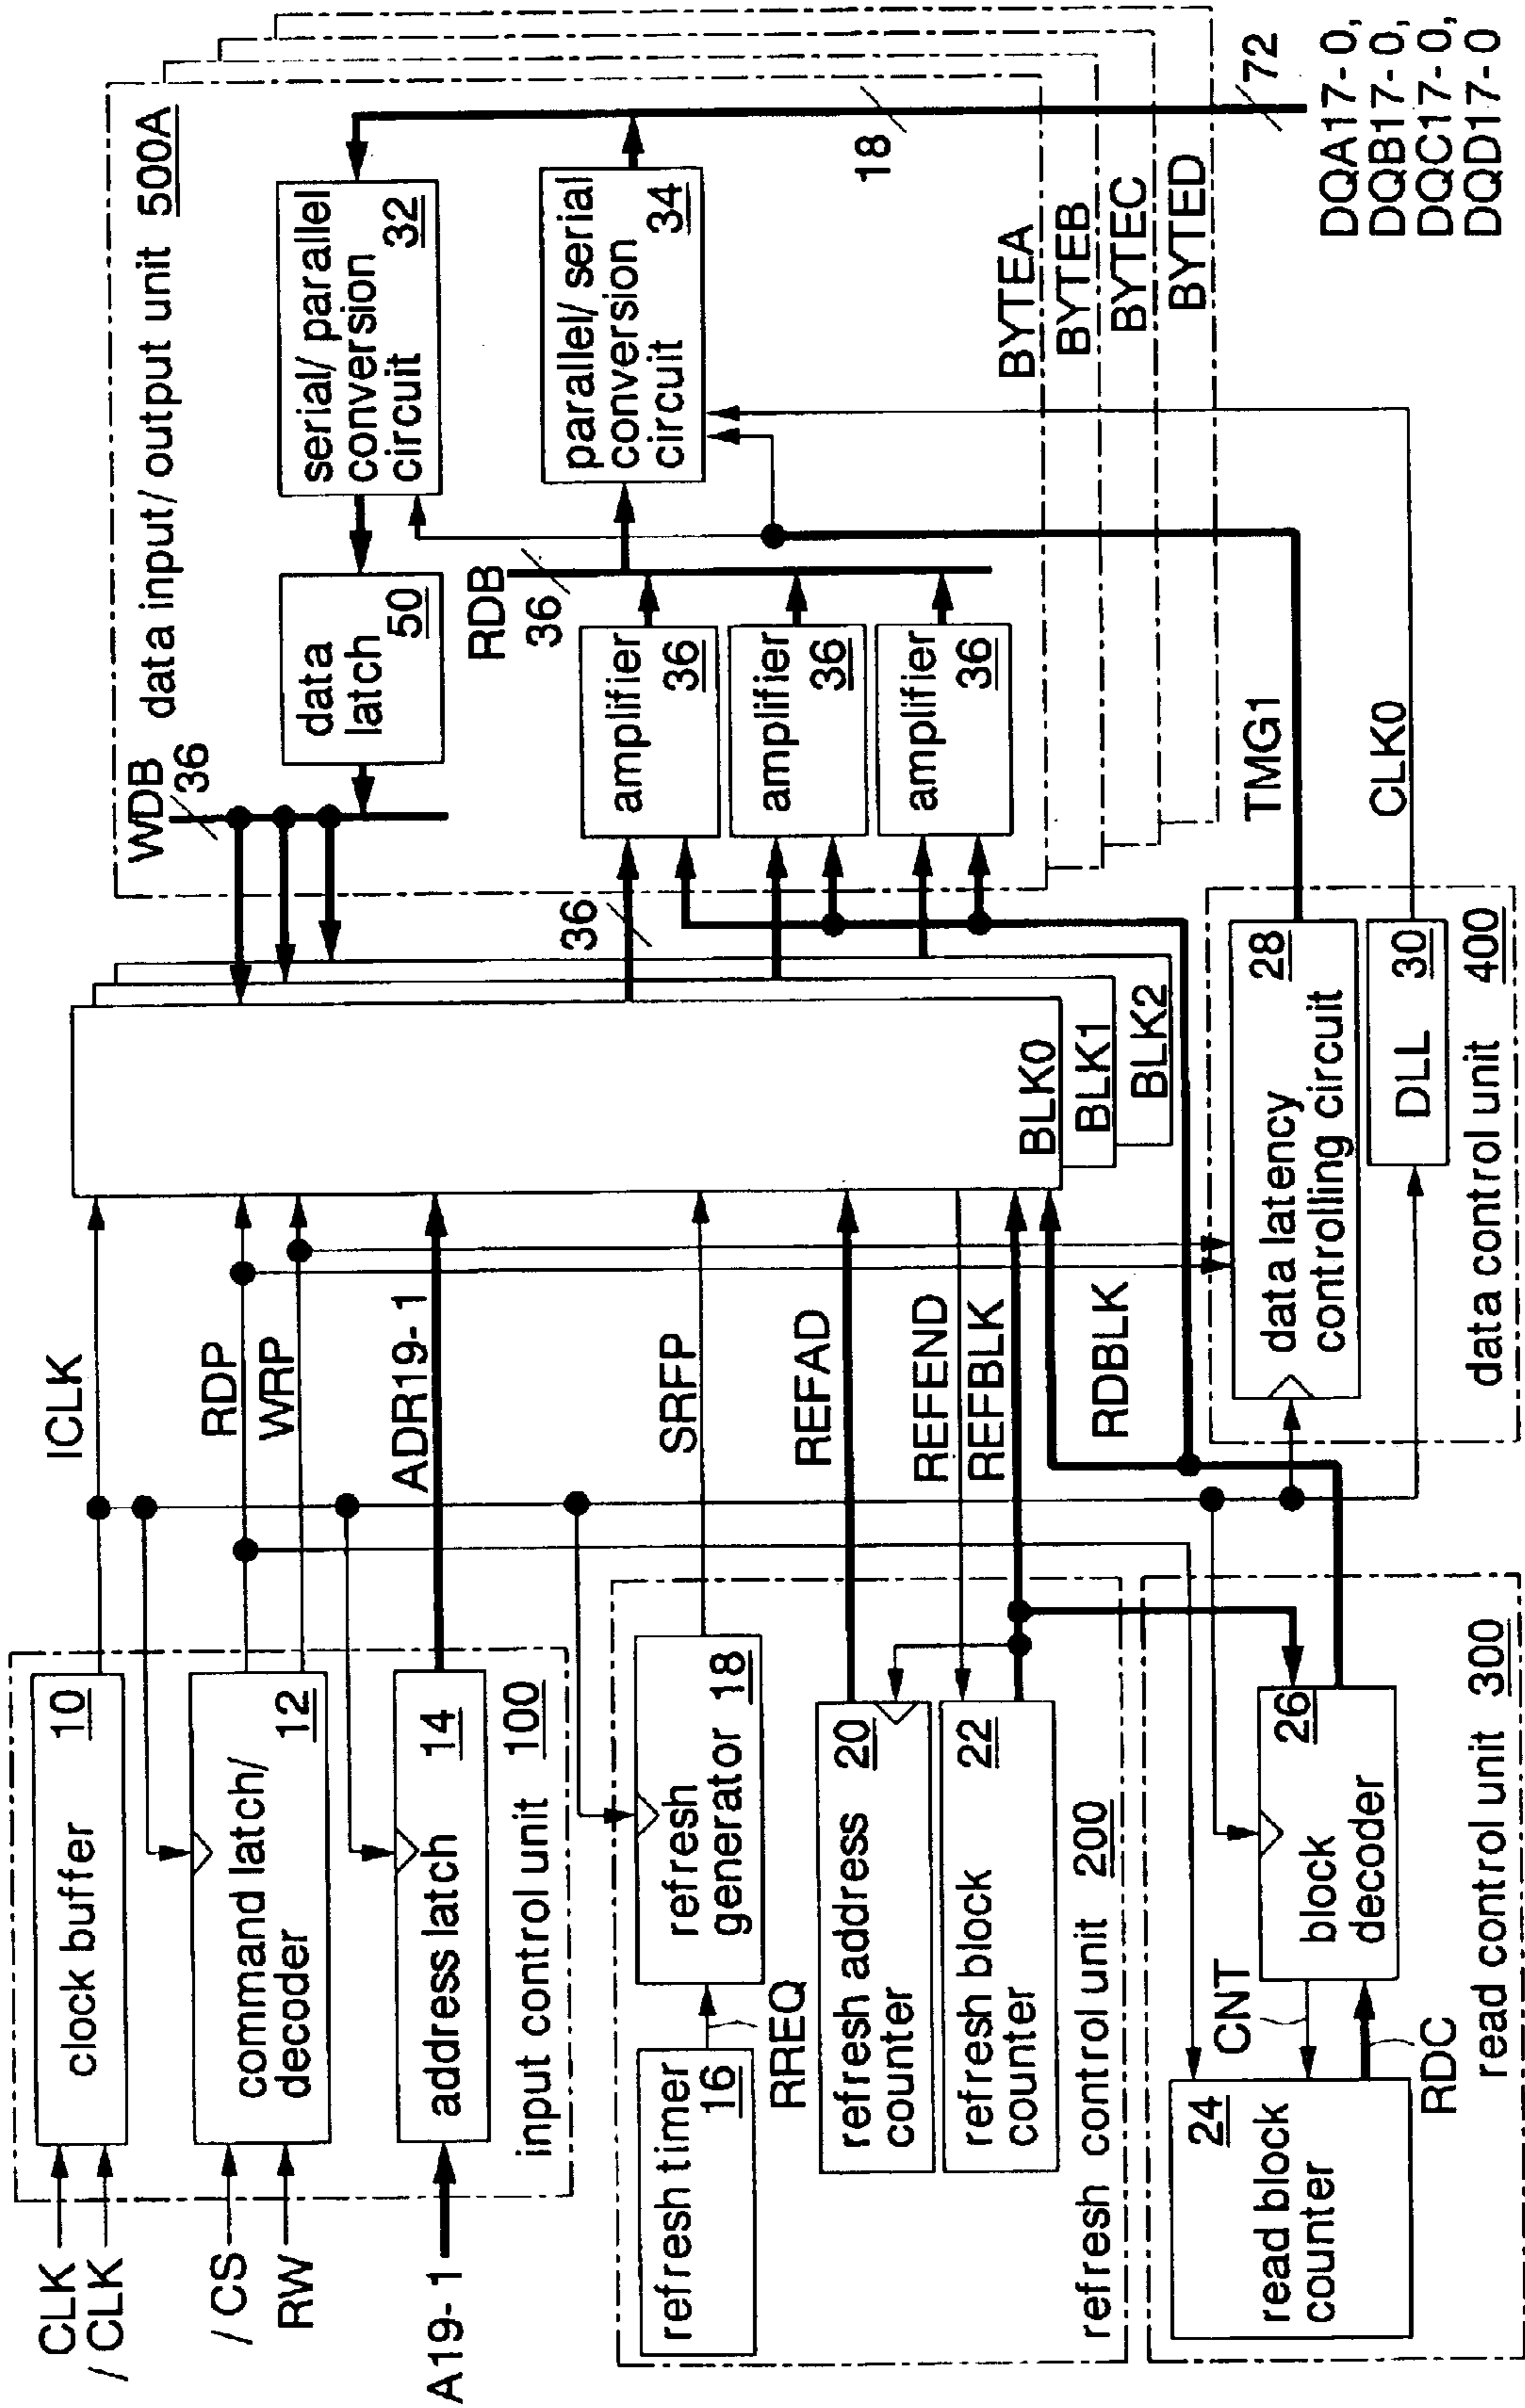 CLK
/ CLK
/ CS
RW
A19- 1
clock buffer 10
command latch/
decoder 12
address latch 14
input control unit 100
refresh timer
16
RREQ
refresh
generator 18
refresh address
counter 20
refresh block
counter 22
refresh control unit 200
read block
counter
24
CNT
RDC
block
decoder
26
read control unit 300
ICLK
RDP
WRP
ADR19- 1
SRFP
REFAD
REFEND
REFBLK
RDBLK
BLK0
BLK1
BLK2
data latency
controlling circuit
28
DLL 30
data control unit 400
TMG1
CLK0
WDB
36
data input/ output unit 500A
data
latch 50
serial/ parallel
conversion
circuit 32
RDB
36
36
amplifier
36
amplifier
36
amplifier
36
parallel/ serial
conversion
circuit 34
18
72
BYTEA
BYTEB
BYTEC
BYTED
DQA17- 0,
DQB17- 0,
DQC17- 0,
DQD17- 0